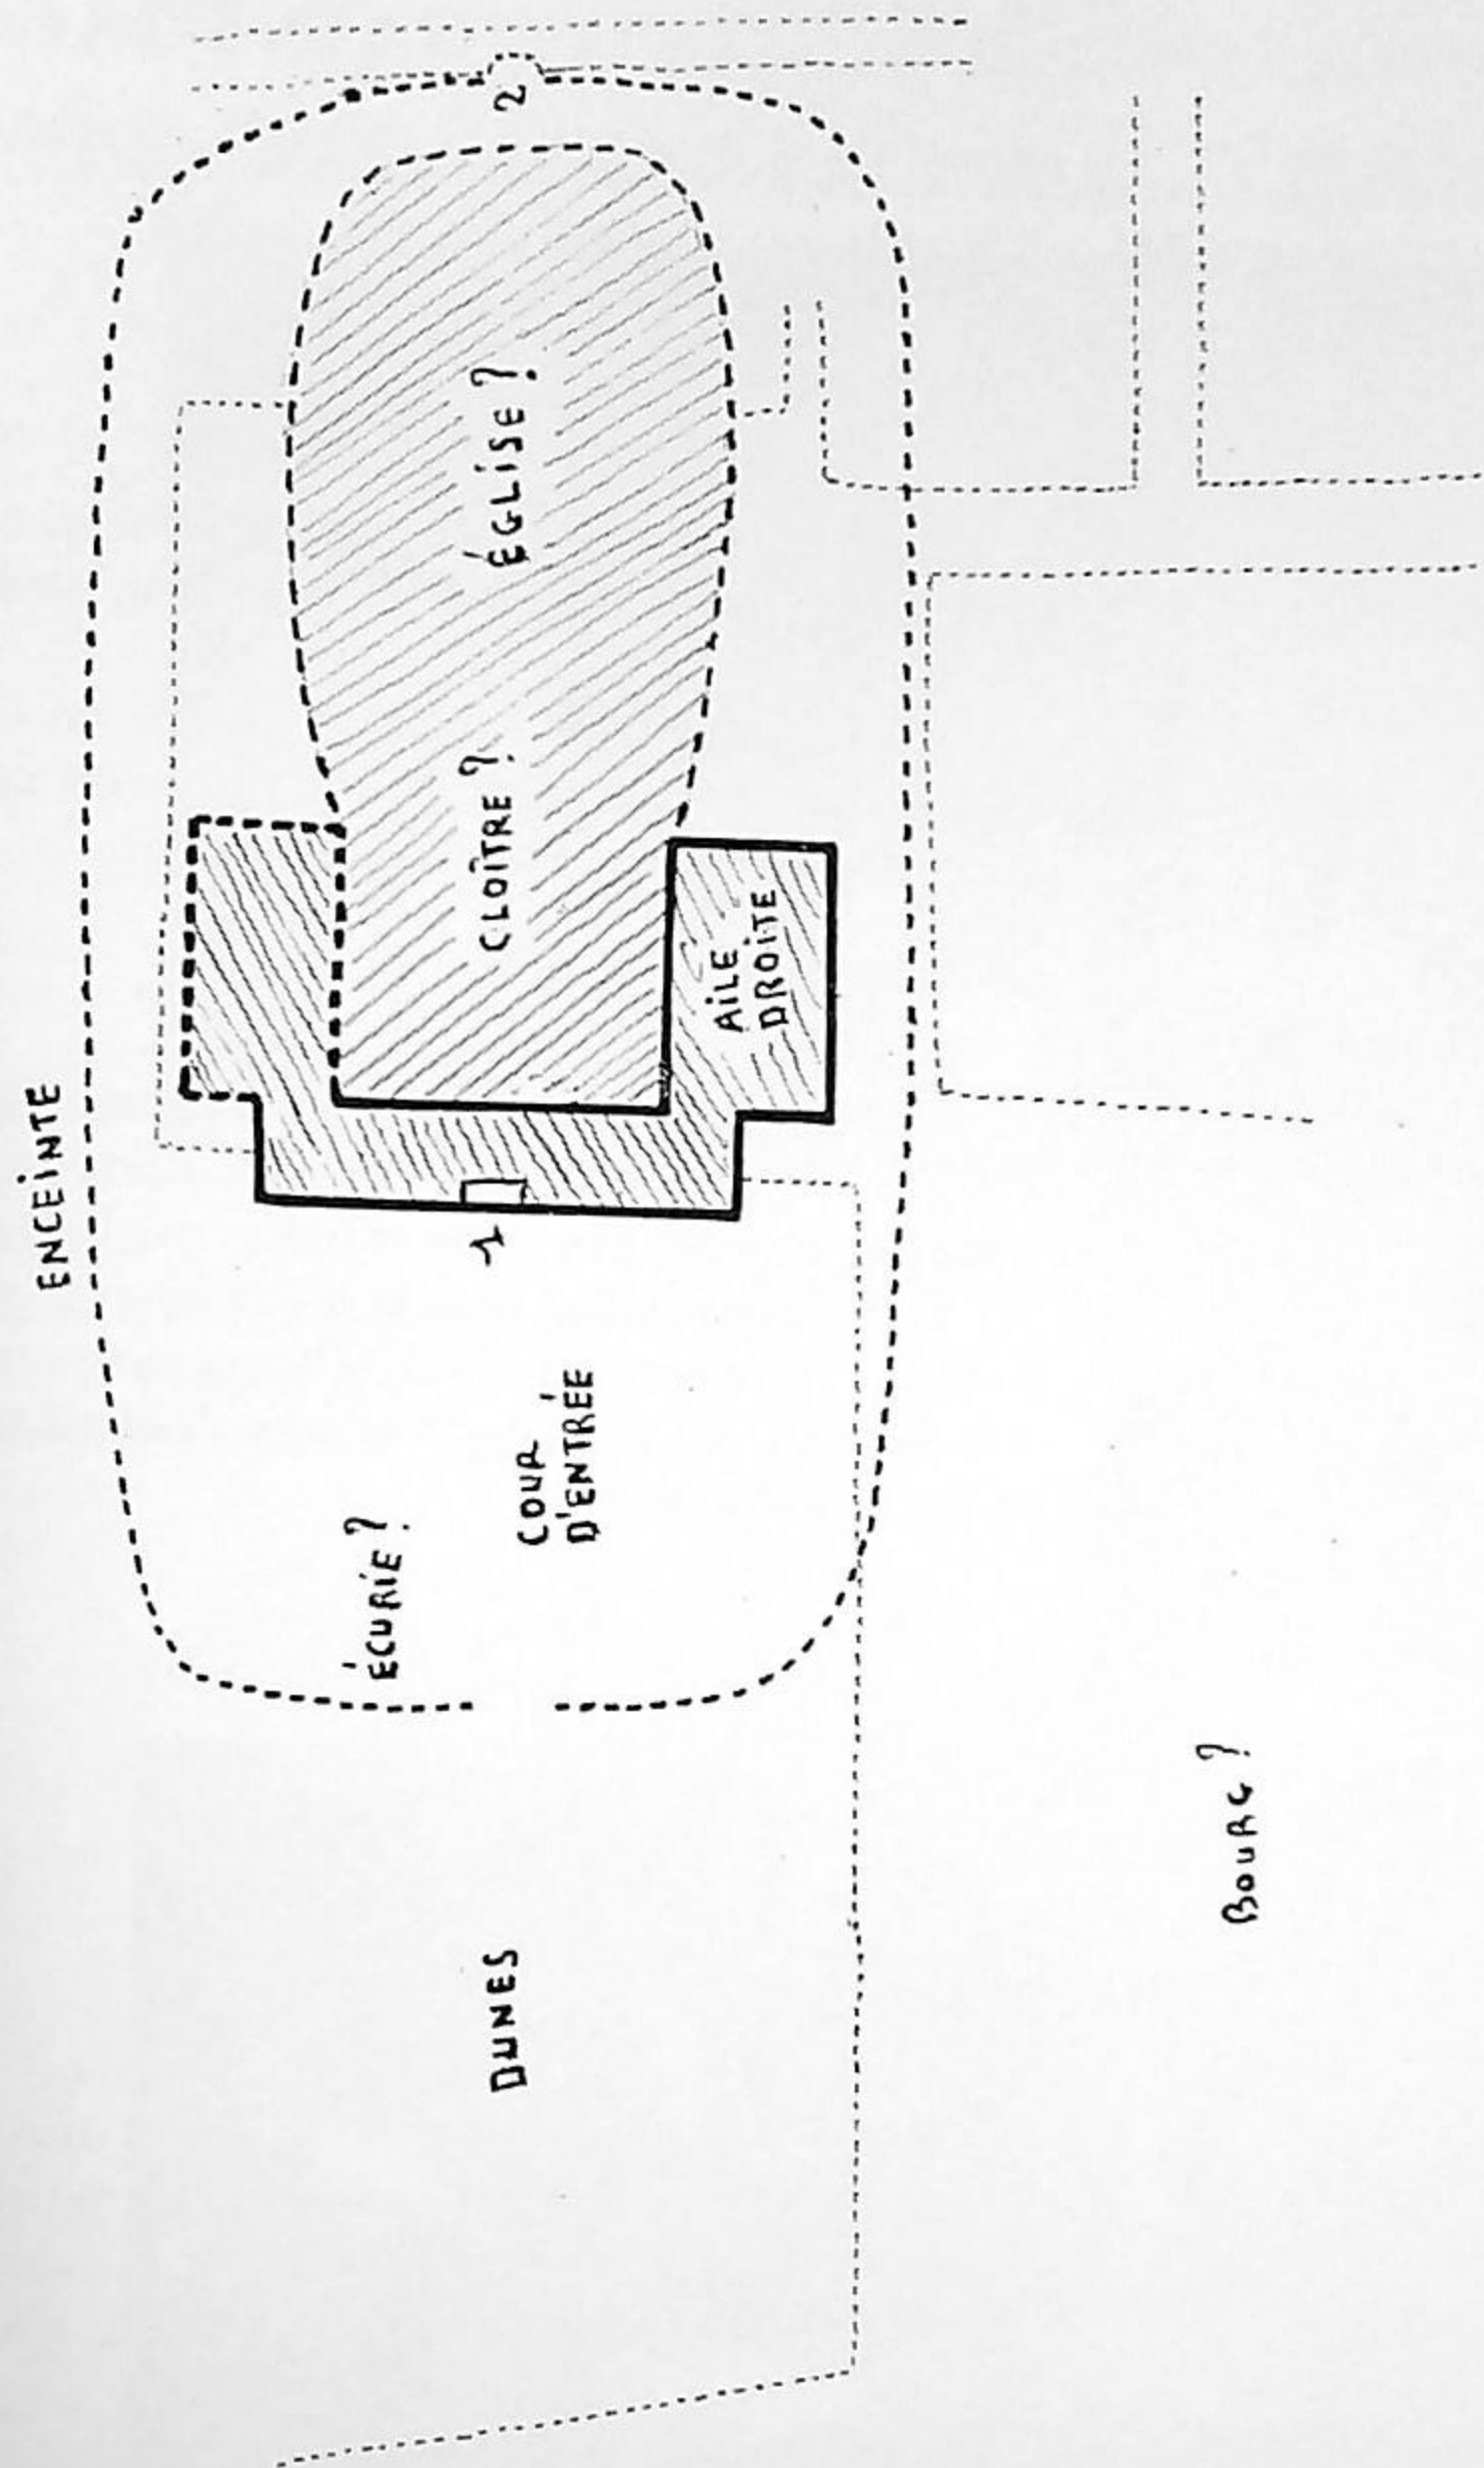 ENCEINTE
ÉCURIE ?
DUNES
COUR
D'ENTRÉE
1
CLOÎTRE ?
ÉGLISE ?
2
AILE
DROITE
BOURG ?